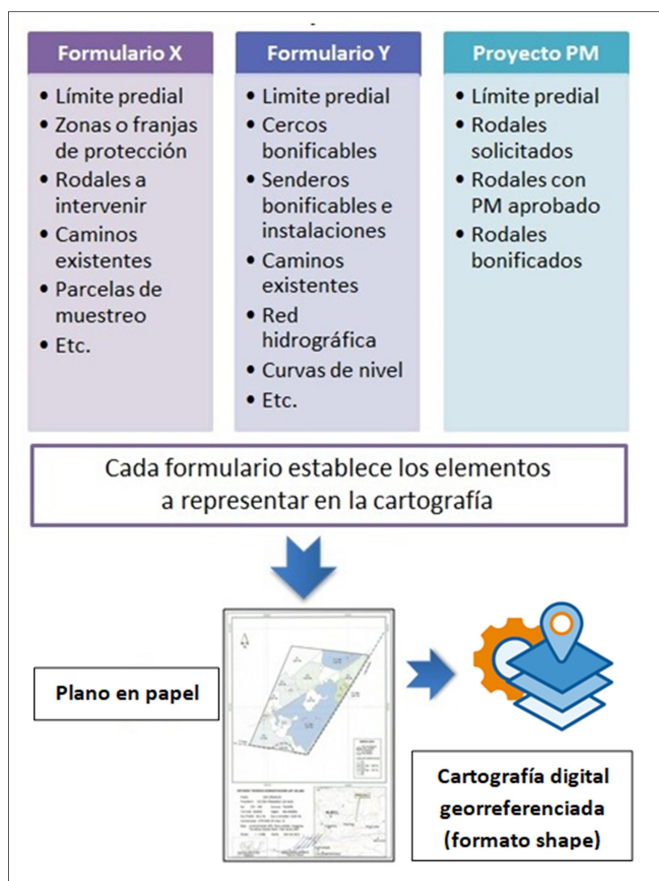 Formulario X
• Límite predial
• Zonas o franjas
de protección
• Rodales a
intervenir
• Caminos
existentes
• Parcelas de
muestreo
• Etc.
Formulario Y
• Limite predial
• Cercos
bonificables
• Senderos
bonificables e
instalaciones
• Caminos
existentes
• Red
hidrográfica
• Curvas de nivel
• Etc.
Proyecto PM
• Límite predial
• Rodales
solicitados
• Rodales con
PM aprobado
• Rodales
bonificados
Cada formulario establece los elementos
a representar en la cartografía
Plano en papel
Cartografía digital
georreferenciada
(formato shape)